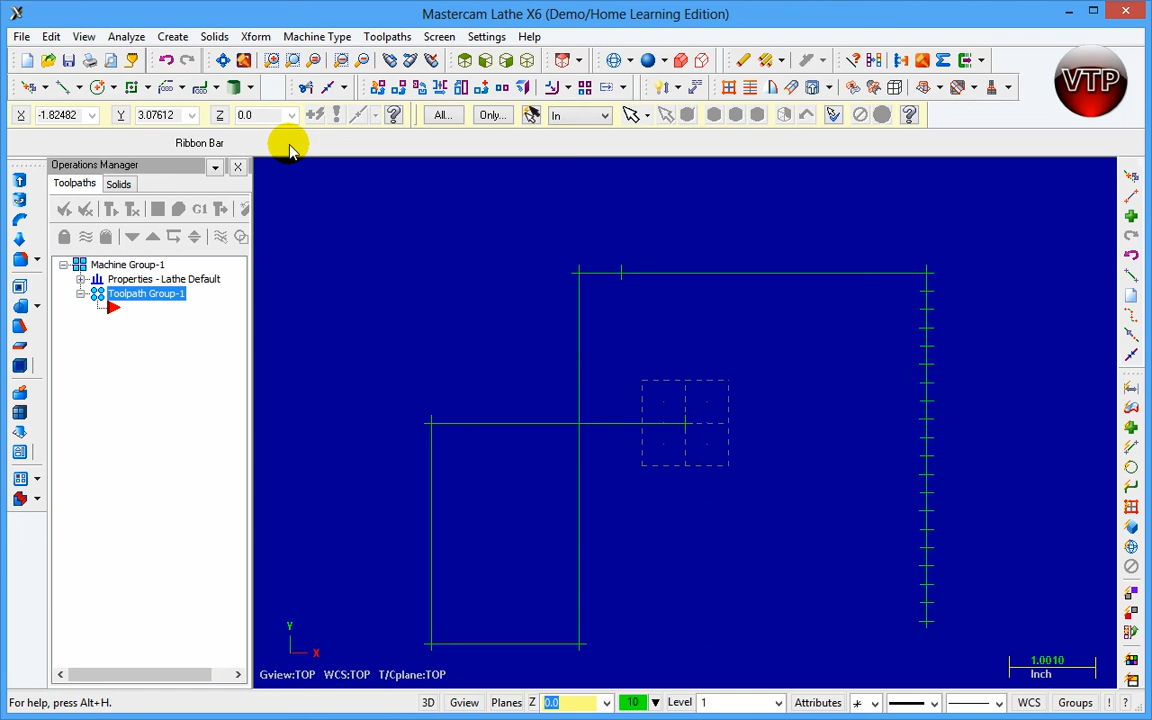 Mastercam Lathe X6 (Demo/Home Learning Edition)
File Edit View Analyze Create Solids Xform Machine Type Toolpaths Screen Settings Help
VTP
X -1.82482 Y 3.07612 Z 0.0 All... Only... In
Ribbon Bar
Operations Manager
Toolpaths Solids
G1
Machine Group-1
Properties - Lathe Default
Toolpath Group-1
Y
X
Gview:TOP WCS:TOP T/Cplane:TOP
1.0010
Inch
For help, press Alt+H.
3D Gview Planes Z 0.0 10 Level 1 Attributes WCS Groups ! ?